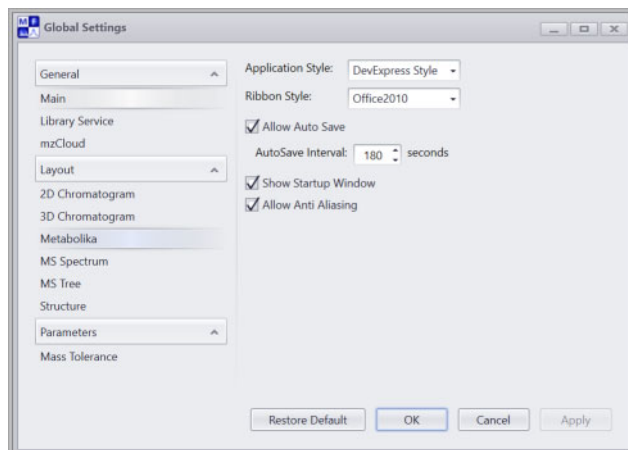 Global Settings
General
Main
Library Service
mzCloud
Layout
2D Chromatogram
3D Chromatogram
Metabolika
MS Spectrum
MS Tree
Structure
Parameters
Mass Tolerance
Application Style: DevExpress Style
Ribbon Style: Office2010
Allow Auto Save
AutoSave Interval: 180 seconds
Show Startup Window
Allow Anti Aliasing
Restore Default OK Cancel Apply